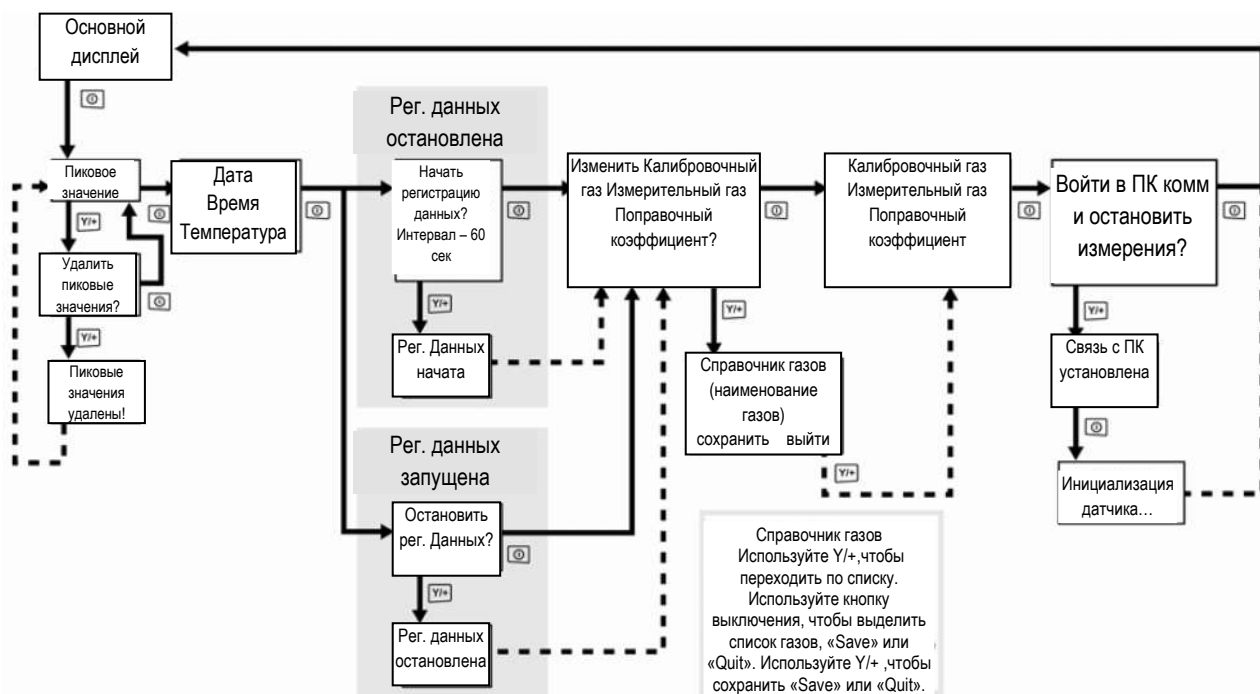 Основной
дисплей
Пиковое
значение
Y/+
Удалить
пиковые
значения?
Y/+
Пиковые
значения
удалены!
Дата
Время
Температура
Рег. данных
остановлена
Начать
регистрацию
данных?
Интервал – 60
сек
Y/+
Рег. Данных
начата
Рег. данных
запущена
Остановить
рег. Данных?
Y/+
Рег. данных
остановлена
Изменить Калибровочный
газ Измерительный газ
Поправочный
коэффициент?
Y/+
Справочник газов
(наименование
газов)
сохранить выйти
Y/+
Калибровочный газ
Измерительный газ
Поправочный
коэффициент
Войти в ПК комм
и остановить
измерения?
Y/+
Связь с ПК
установлена
Инициализация
датчика…
Справочник газов
Используйте Y/+,чтобы
переходить по списку.
Используйте кнопку
выключения, чтобы выделить
список газов, «Save» или
«Quit». Используйте Y/+ ,чтобы
сохранить «Save» или «Quit».